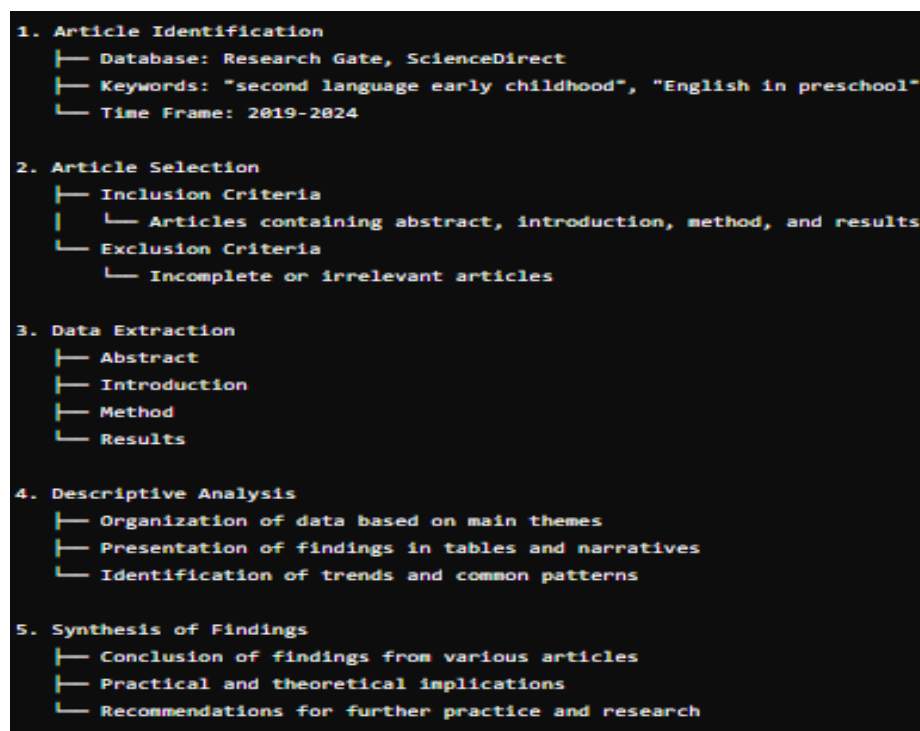 1. Article Identification
├── Database: Research Gate, ScienceDirect
├── Keywords: "second language early childhood", "English in preschool"
└── Time Frame: 2019-2024
2. Article Selection
├── Inclusion Criteria
│   └── Articles containing abstract, introduction, method, and results
└── Exclusion Criteria
└── Incomplete or irrelevant articles
3. Data Extraction
├── Abstract
├── Introduction
├── Method
└── Results
4. Descriptive Analysis
├── Organization of data based on main themes
├── Presentation of findings in tables and narratives
└── Identification of trends and common patterns
5. Synthesis of Findings
├── Conclusion of findings from various articles
├── Practical and theoretical implications
└── Recommendations for further practice and research